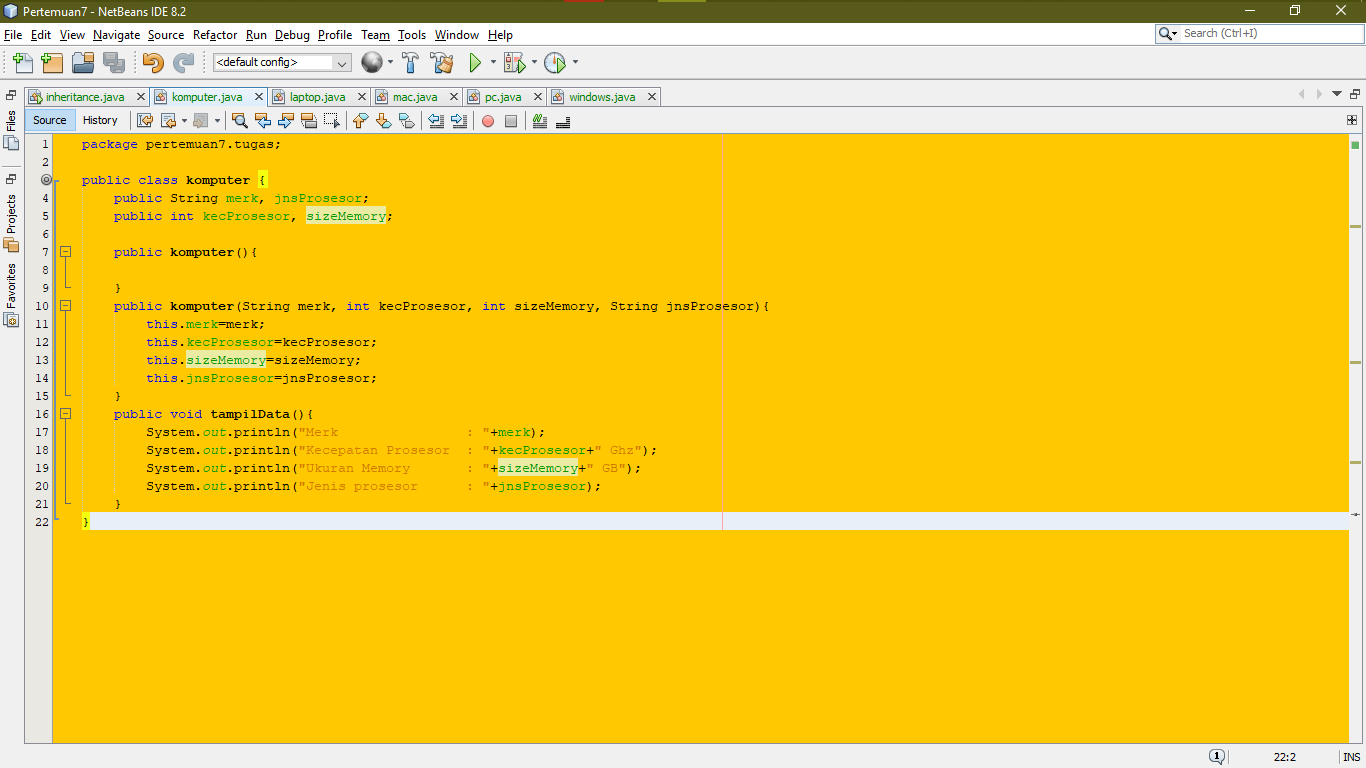 Pertemuan7 - NetBeans IDE 8.2
File Edit View Navigate Source Refactor Run Debug Profile Team Tools Window Help
Search (Ctrl+I)
<default config>
inheritance.java komputer.java laptop.java mac.java pc.java windows.java
Source History
Files
Projects
Favorites
1 package pertemuan7.tugas;
2
public class komputer {
4 public String merk, jnsProsesor;
5 public int kecProsesor, sizeMemory;
6
7 public komputer(){
8
9 }
10 public komputer(String merk, int kecProsesor, int sizeMemory, String jnsProsesor){
11 this.merk=merk;
12 this.kecProsesor=kecProsesor;
13 this.sizeMemory=sizeMemory;
14 this.jnsProsesor=jnsProsesor;
15 }
16 public void tampilData(){
17 System.out.println("Merk                : "+merk);
18 System.out.println("Kecepatan Prosesor  : "+kecProsesor+" Ghz");
19 System.out.println("Ukuran Memory       : "+sizeMemory+" GB");
20 System.out.println("Jenis prosesor      : "+jnsProsesor);
21 }
22 }
1 22:2 INS